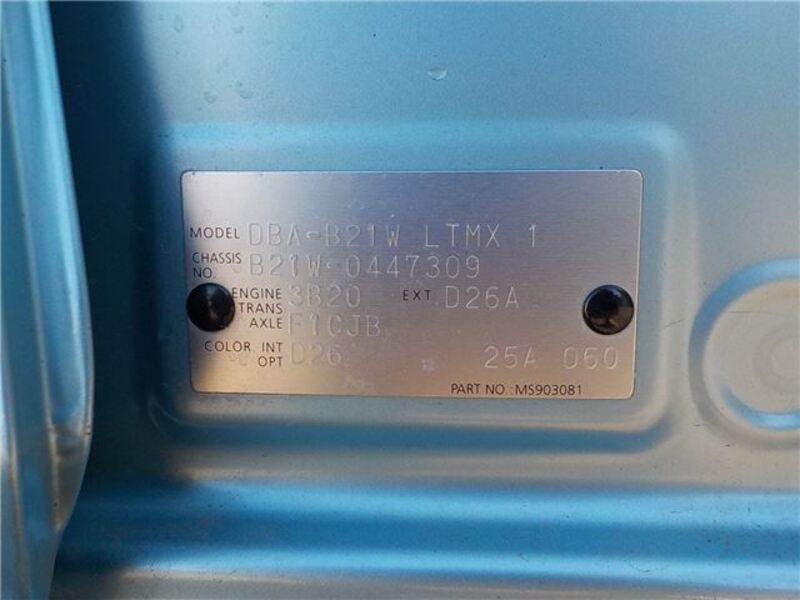 MODEL DBA-B21W LTMX 1
CHASSIS NO. B21W-0447309
ENGINE 3B20 EXT D26A
TRANS AXLE F1CJB
COLOR. INT OPT D26 25A 060
PART NO.:MS903081